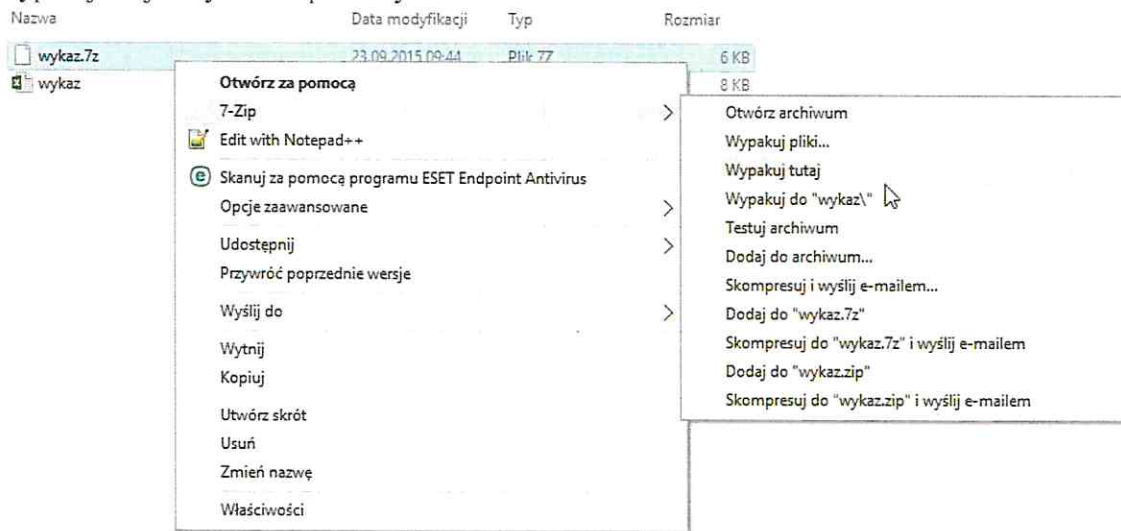 Nazwa Data modyfikacji Typ Rozmiar
wykaz.7z 23.09.2015 09:44 Plik 7Z 6 KB
wykaz 8 KB
Otwórz za pomocą
7-Zip
Edit with Notepad++
Skanuj za pomocą programu ESET Endpoint Antivirus
Opcje zaawansowane
Udostępnij
Przywróć poprzednie wersje
Wyślij do
Wytnij
Kopiuj
Utwórz skrót
Usuń
Zmień nazwę
Właściwości
Otwórz archiwum
Wypakuj pliki...
Wypakuj tutaj
Wypakuj do "wykaz\"
Testuj archiwum
Dodaj do archiwum...
Skompresuj i wyślij e-mailem...
Dodaj do "wykaz.7z"
Skompresuj do "wykaz.7z" i wyślij e-mailem
Dodaj do "wykaz.zip"
Skompresuj do "wykaz.zip" i wyślij e-mailem